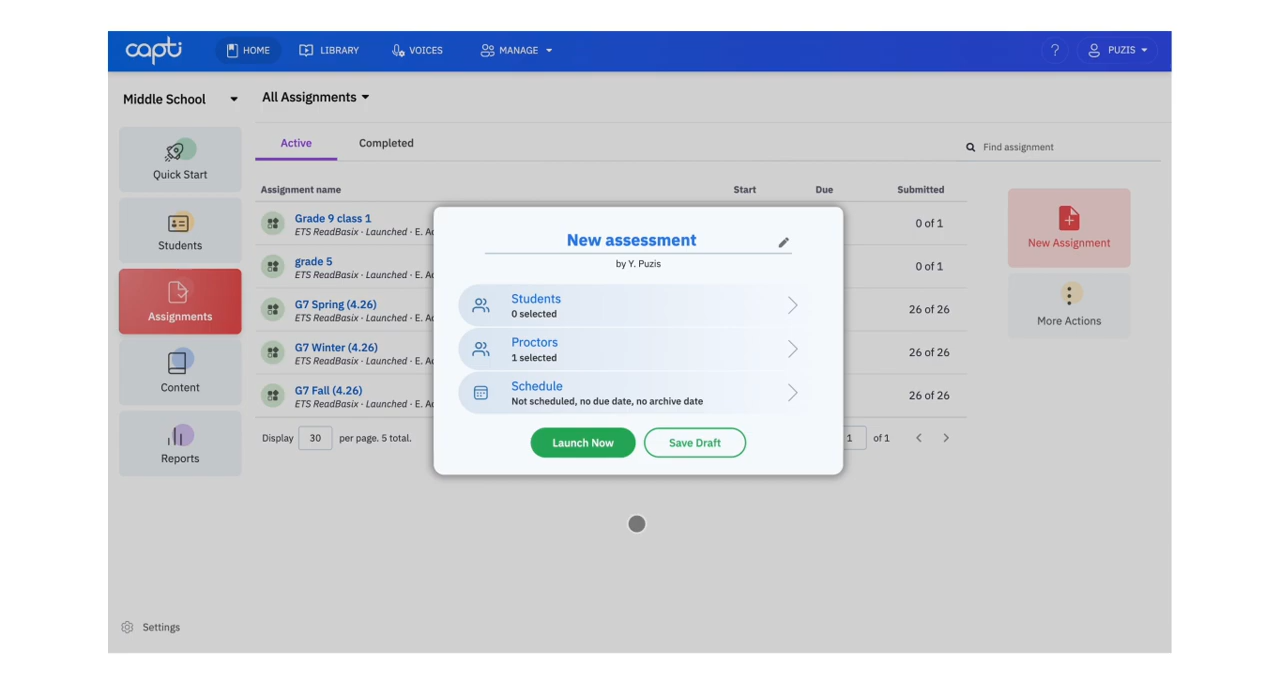 capti
HOME
LIBRARY
VOICES
MANAGE
?
PUZIS
Middle School
All Assignments
Quick Start
Students
Assignments
Content
Reports
Settings
Active
Completed
Find assignment
Assignment name
Start
Due
Submitted
Grade 9 class 1
ETS ReadBasix · Launched · E.
0 of 1
grade 5
ETS ReadBasix · Launched · E.
0 of 1
G7 Spring (4.26)
ETS ReadBasix · Launched · E.
26 of 26
G7 Winter (4.26)
ETS ReadBasix · Launched · E.
26 of 26
G7 Fall (4.26)
ETS ReadBasix · Launched · E.
26 of 26
Display 30 per page. 5 total.
1 of 1
New Assignment
More Actions
New assessment
by Y. Puzis
Students
0 selected
Proctors
1 selected
Schedule
Not scheduled, no due date, no archive date
Launch Now
Save Draft